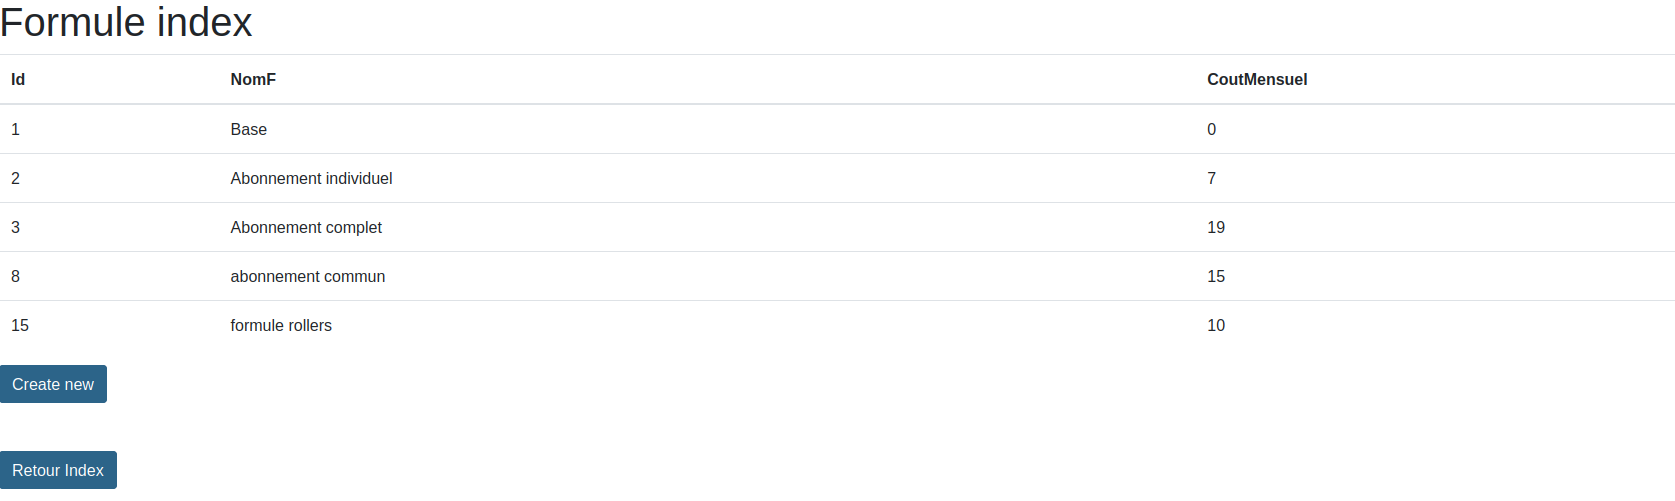 Formule index
Id NomF CoutMensuel
1 Base 0
2 Abonnement individuel 7
3 Abonnement complet 19
8 abonnement commun 15
15 formule rollers 10
Create new
Retour Index